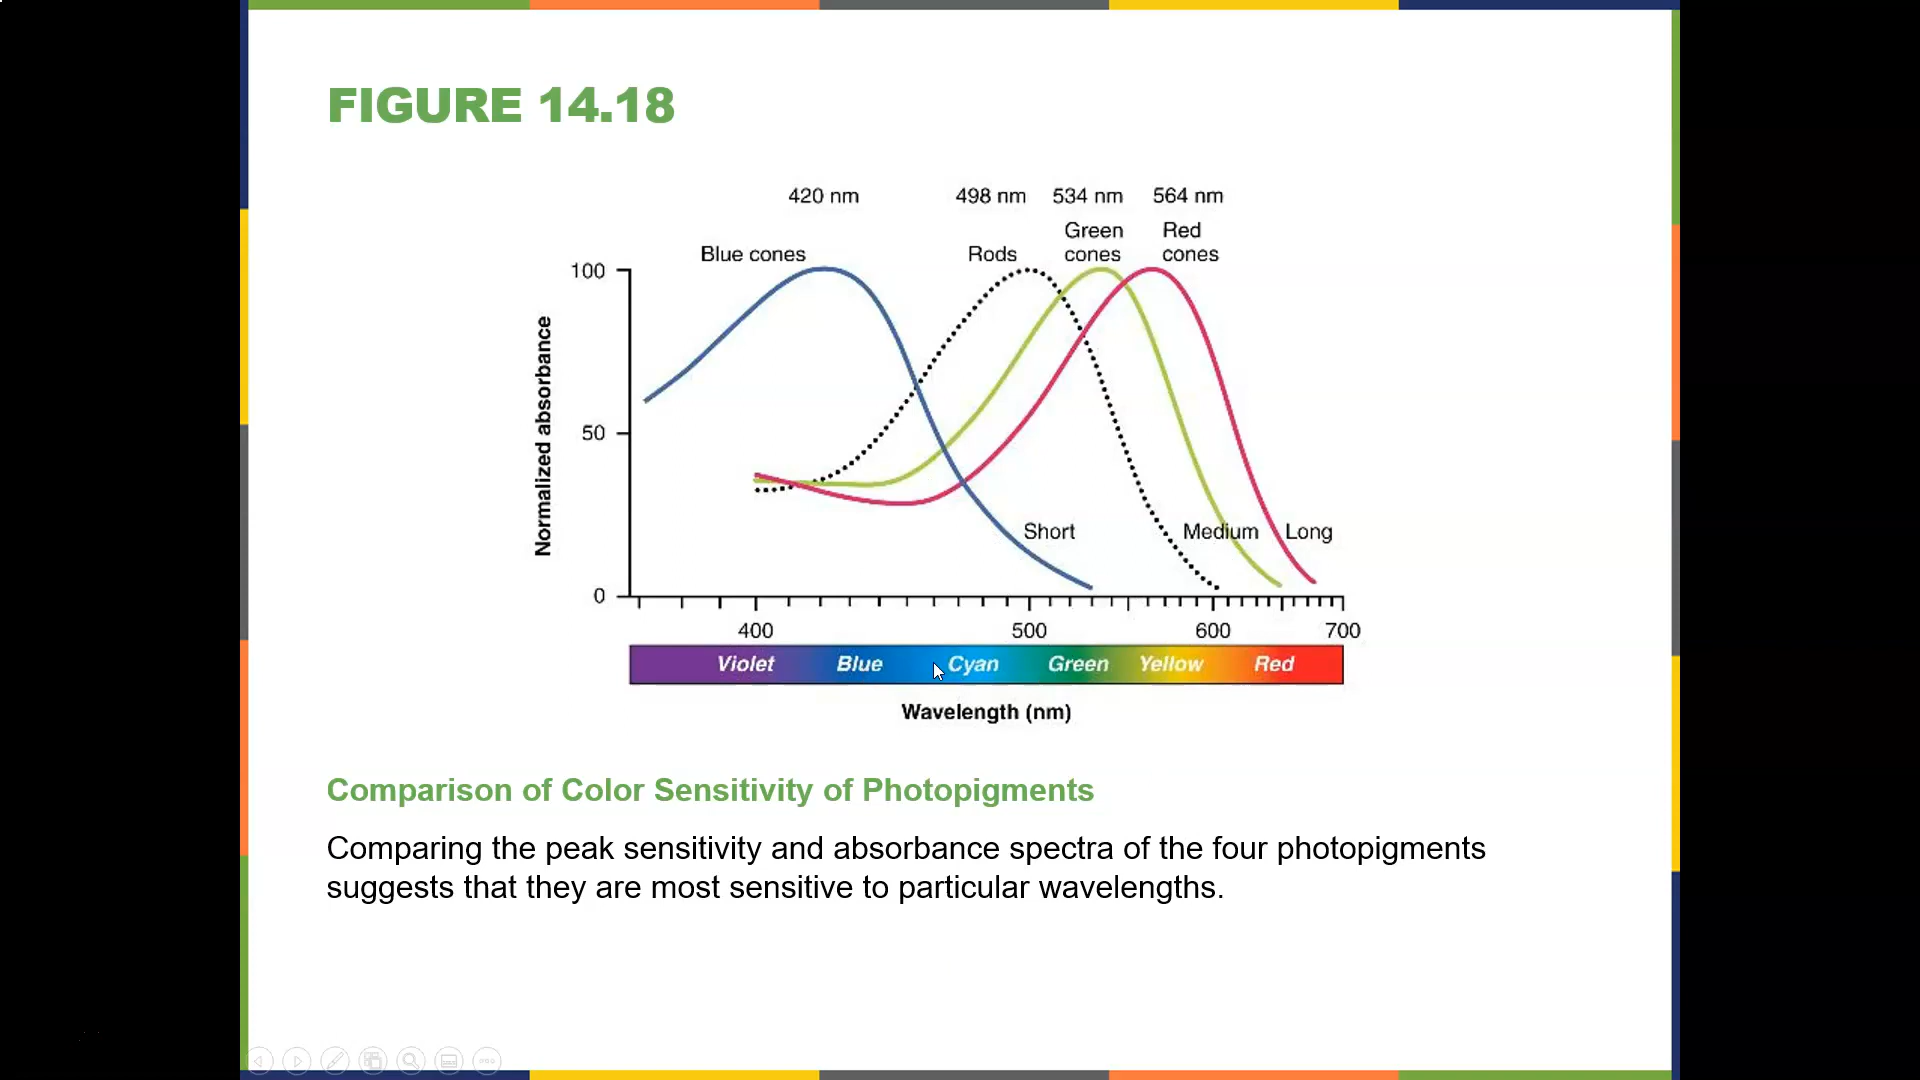 FIGURE 14.18
420 nm 498 nm 534 nm 564 nm
Blue cones Rods Green cones Red cones
100
50
0
Normalized absorbance
Short Medium Long
400 500 600 700
Violet Blue Cyan Green Yellow Red
Wavelength (nm)
Comparison of Color Sensitivity of Photopigments
Comparing the peak sensitivity and absorbance spectra of the four photopigments
suggests that they are most sensitive to particular wavelengths.